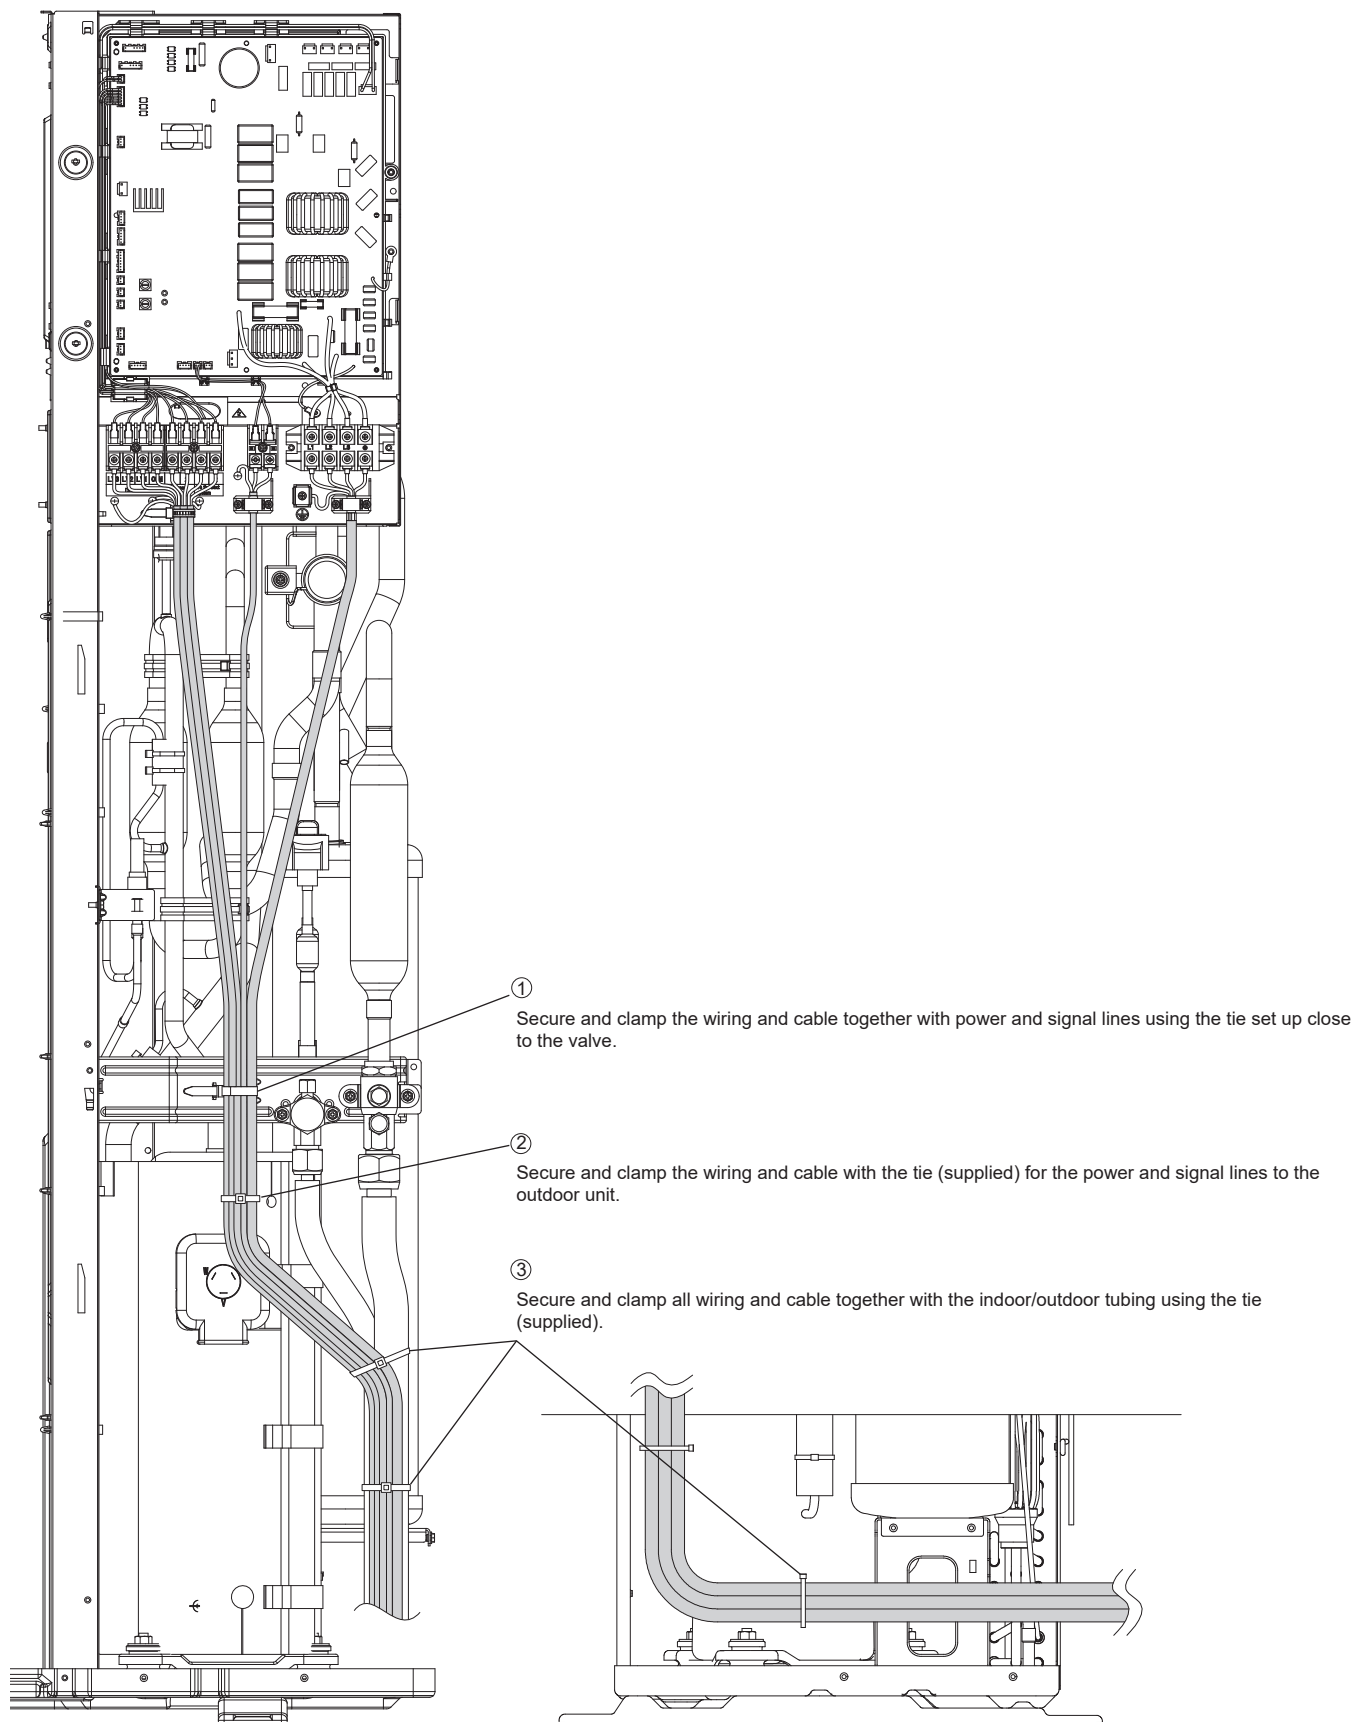 L1
L2
L3
①
Secure and clamp the wiring and cable together with power and signal lines using the tie set up close
to the valve.
②
Secure and clamp the wiring and cable with the tie (supplied) for the power and signal lines to the
outdoor unit.
③
Secure and clamp all wiring and cable together with the indoor/outdoor tubing using the tie
(supplied).